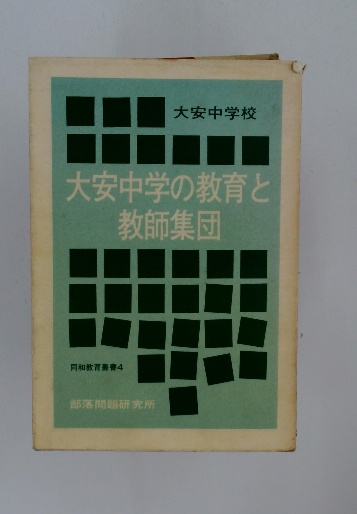 大安中学校
大安中学の教育と
教師集団
同和教育叢書4
部落問題研究所